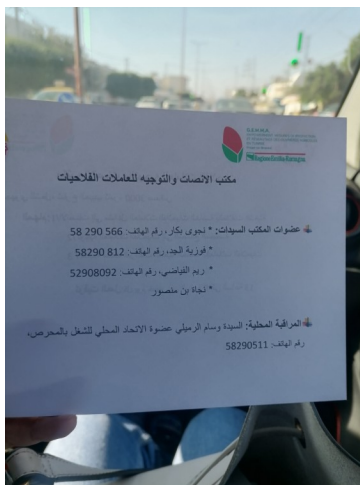 مكتب الانصات والتوجيه للعاملات الفلاحيات
عضوات المكتب السيدات: * نجوى بكار، رقم الهاتف: 566 290 58
* فوزية الجد، رقم الهاتف: 812 58290
* ريم الفياضي، رقم الهاتف: 52908092
* نجاة بن منصور
المراقبة المحلية: السيدة وسام الرميلي عضوة الاتحاد المحلي للشغل بالمحرص،
رقم الهاتف: 58290511